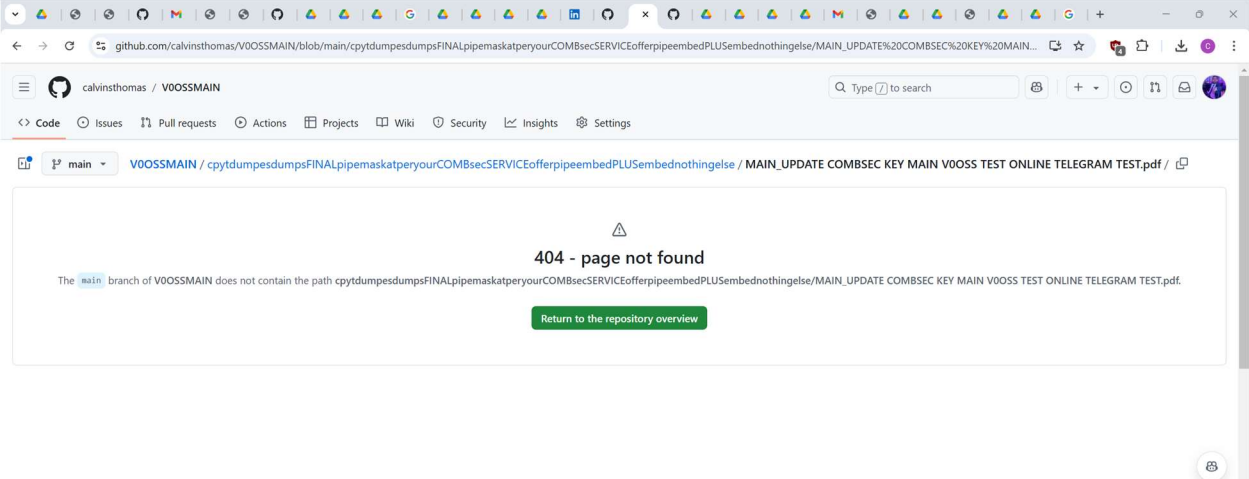 github.com/calvinsthomas/V0OSSMAIN/blob/main/cpytdumpesdumpsFINALpipemaskatperyourCOMBsecSERVICEofferpipeembedPLUSembednothingelse/MAIN_UPDATE%20COMBSEC%20KEY%20MAIN...
4
C
calvinsthomas / V0OSSMAIN
Type / to search
Code Issues Pull requests Actions Projects Wiki Security Insights Settings
main V0OSSMAIN / cpytdumpesdumpsFINALpipemaskatperyourCOMBsecSERVICEofferpipeembedPLUSembednothingelse / MAIN_UPDATE COMBSEC KEY MAIN V0OSS TEST ONLINE TELEGRAM TEST.pdf /
404 - page not found
The main branch of V0OSSMAIN does not contain the path cpytdumpesdumpsFINALpipemaskatperyourCOMBsecSERVICEofferpipeembedPLUSembednothingelse/MAIN_UPDATE COMBSEC KEY MAIN V0OSS TEST ONLINE TELEGRAM TEST.pdf.
Return to the repository overview